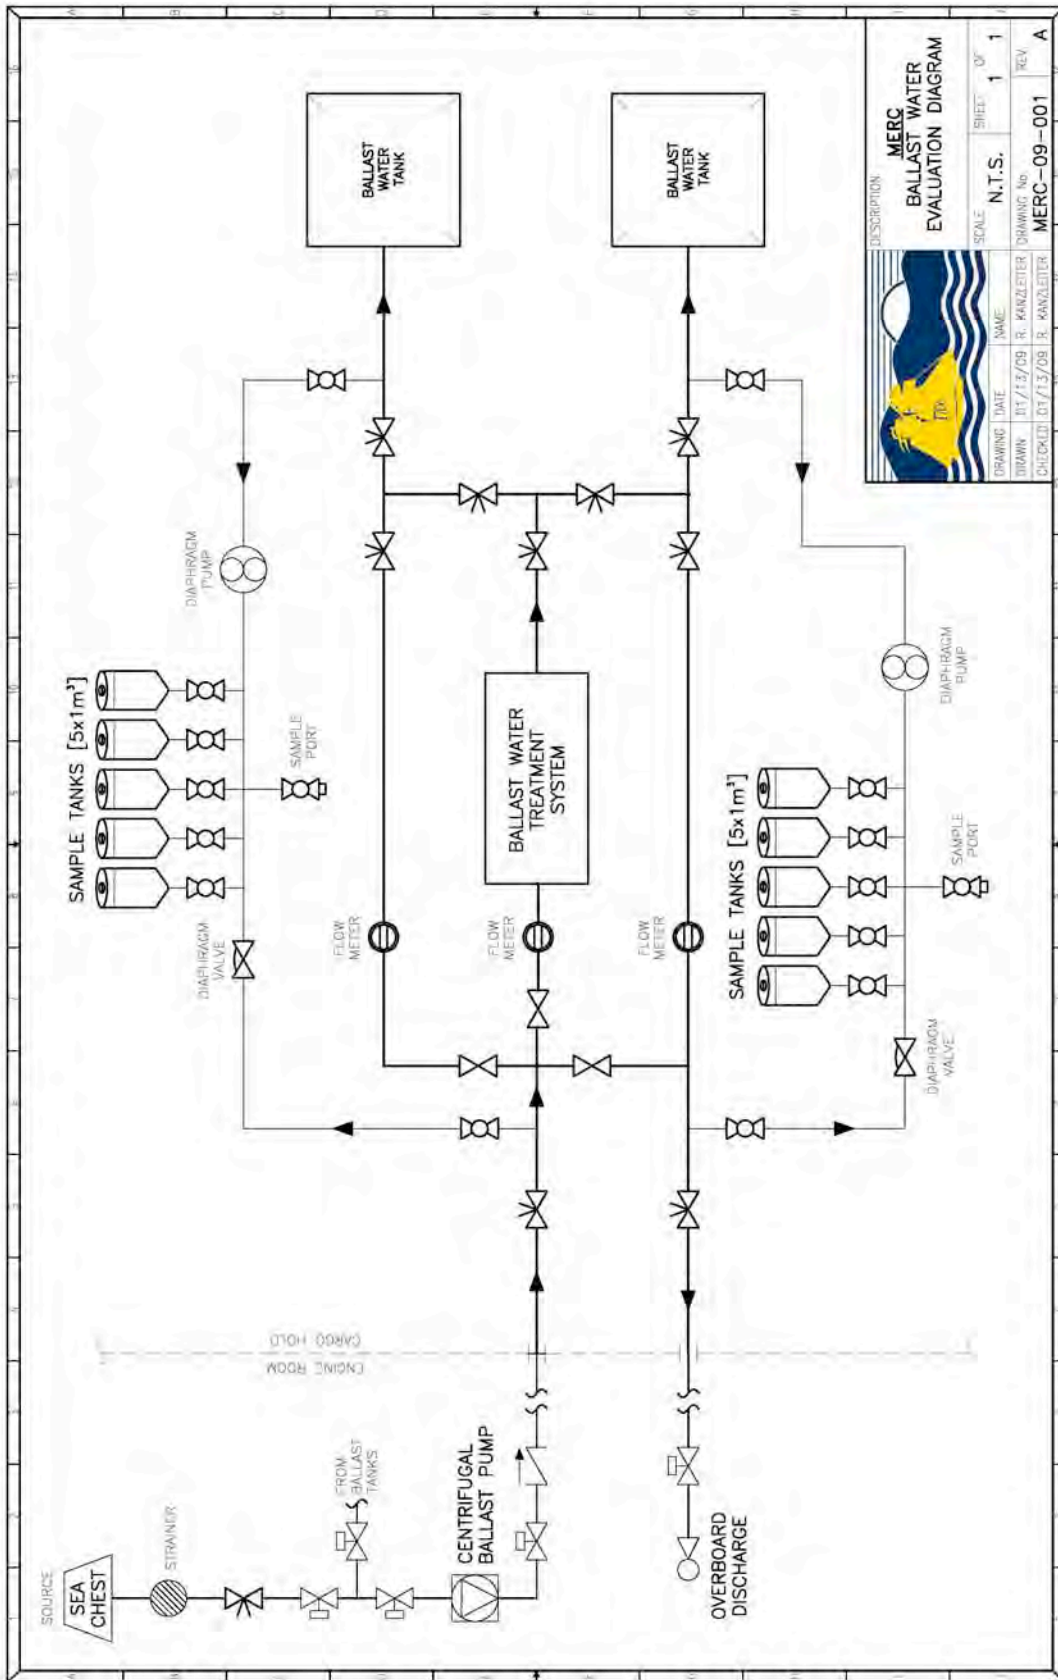 SOURCE
SEA
CHEST
STRAINER
FROM
BALLAST
TANKS
CENTRIFUGAL
BALLAST PUMP
OVERBOARD
DISCHARGE
ENGINE ROOM
CARGO HOLD
DIAPHRAGM
VALVE
SAMPLE TANKS [5x1m³]
SAMPLE
PORT
DIAPHRAGM
PUMP
FLOW
METER
FLOW
METER
FLOW
METER
BALLAST WATER
TREATMENT
SYSTEM
BALLAST
WATER
TANK
BALLAST
WATER
TANK
DIAPHRAGM
VALVE
SAMPLE TANKS [5x1m³]
SAMPLE
PORT
DIAPHRAGM
PUMP
DESCRIPTION
MERC
BALLAST WATER
EVALUATION DIAGRAM
SCALE N.T.S. SHEET 1 OF 1
DRAWING DATE NAME
DRAWN 01/13/09 R. KANZLEITER
CHECKED 01/13/09 R. KANZLEITER
DRAWING No. MERC-09-001 REV A